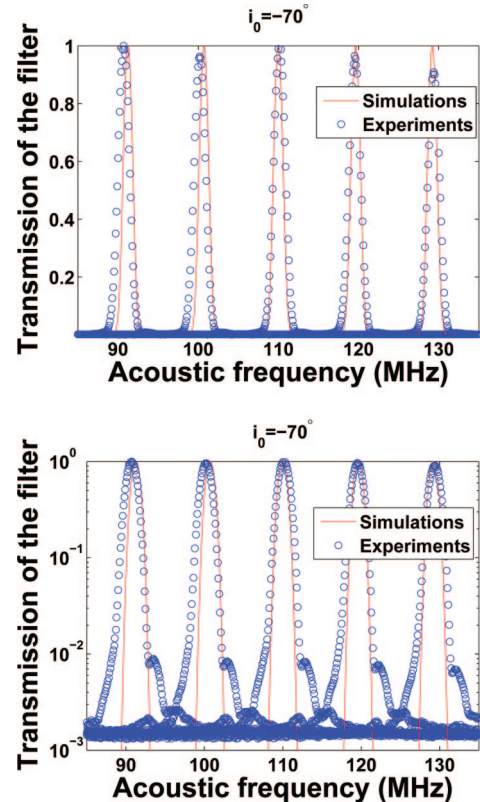 i₀=−70°
Transmission of the filter
1
0.8
0.6
0.4
0.2
Simulations
Experiments
90 100 110 120 130
Acoustic frequency (MHz)
i₀=−70°
Transmission of the filter
10⁰
10⁻¹
10⁻²
10⁻³
Simulations
Experiments
90 100 110 120 130
Acoustic frequency (MHz)